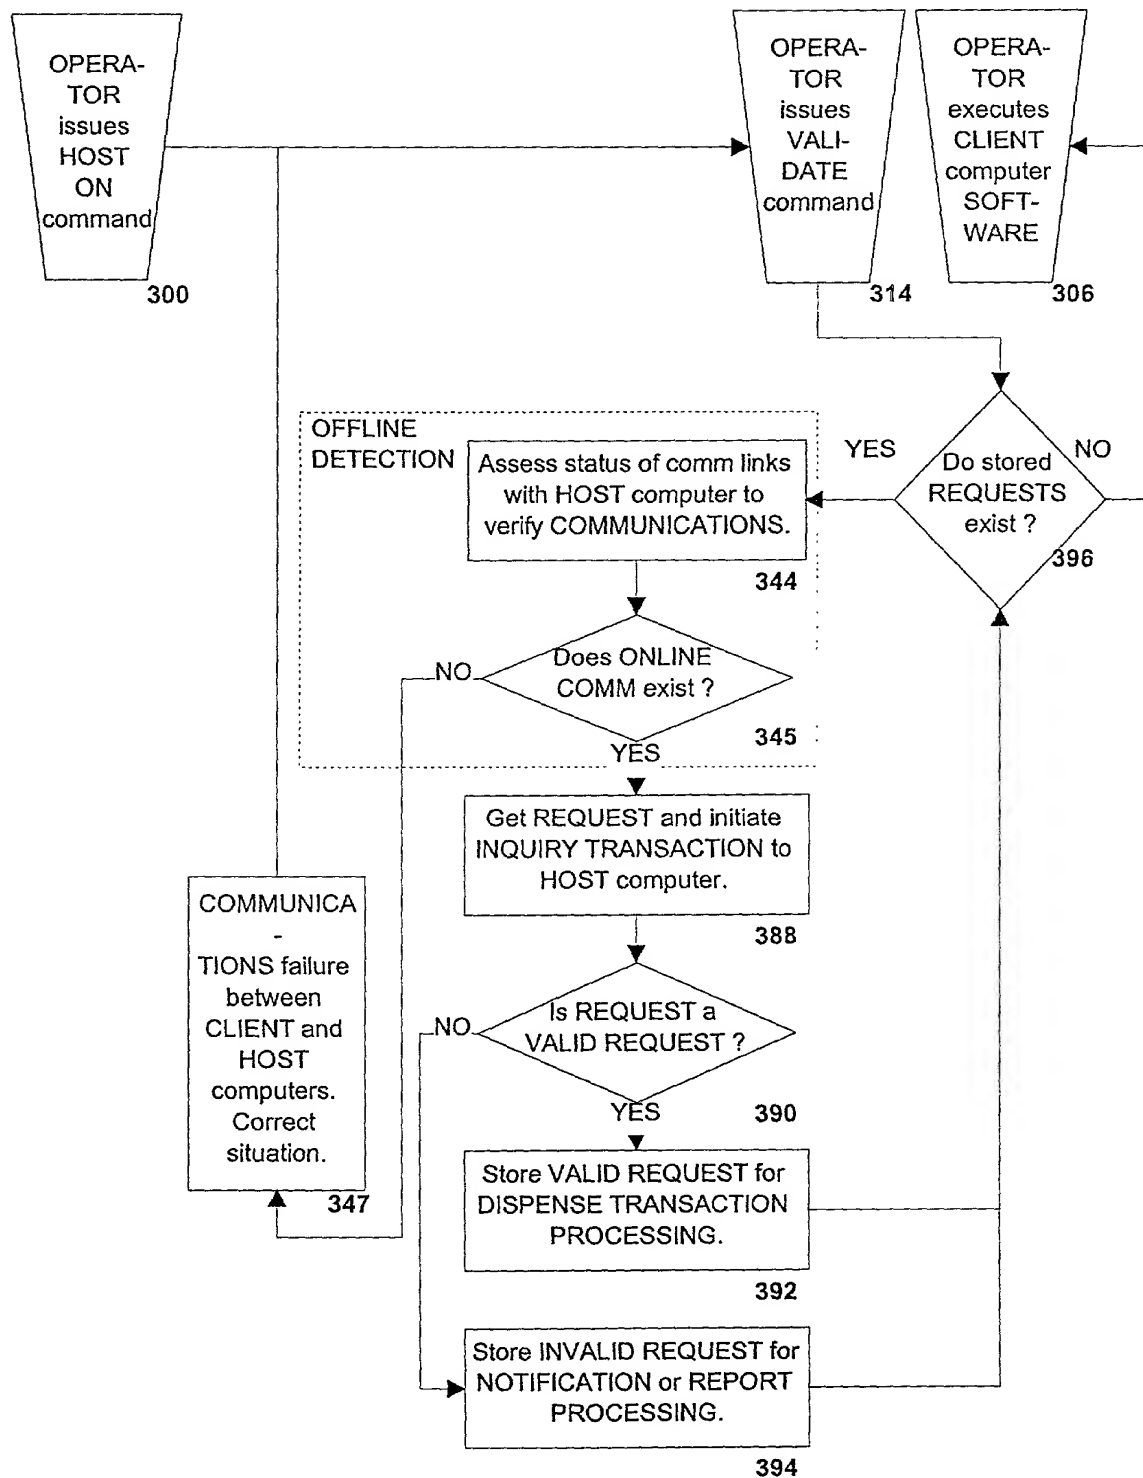 OPERA-
TOR
issues
HOST
ON
command
300
OPERA-
TOR
issues
VALI-
DATE
command
314
OPERA-
TOR
executes
CLIENT
computer
SOFT-
WARE
306
OFFLINE
DETECTION
Assess status of comm links
with HOST computer to
verify COMMUNICATIONS.
344
YES
Do stored
REQUESTS
exist ?
NO
396
NO
Does ONLINE
COMM exist ?
345
YES
Get REQUEST and initiate
INQUIRY TRANSACTION to
HOST computer.
388
COMMUNICA
-
TIONS failure
between
CLIENT and
HOST
computers.
Correct
situation.
347
NO
Is REQUEST a
VALID REQUEST ?
390
YES
Store VALID REQUEST for
DISPENSE TRANSACTION
PROCESSING.
392
Store INVALID REQUEST for
NOTIFICATION or REPORT
PROCESSING.
394